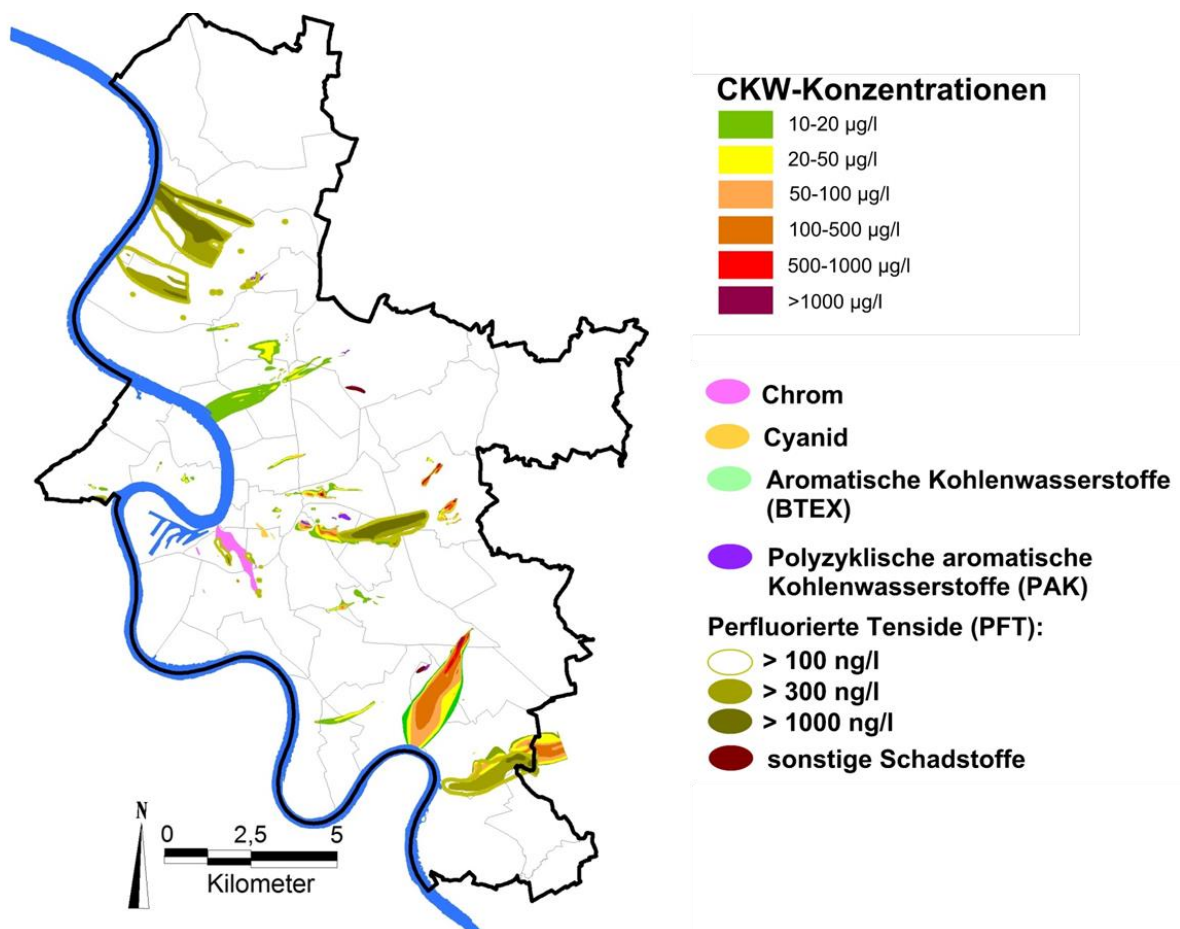 CKW-Konzentrationen
10-20 µg/l
20-50 µg/l
50-100 µg/l
100-500 µg/l
500-1000 µg/l
>1000 µg/l
Chrom
Cyanid
Aromatische Kohlenwasserstoffe
(BTEX)
Polyzyklische aromatische
Kohlenwasserstoffe (PAK)
Perfluorierte Tenside (PFT):
> 100 ng/l
> 300 ng/l
> 1000 ng/l
sonstige Schadstoffe
N
0 2,5 5
Kilometer